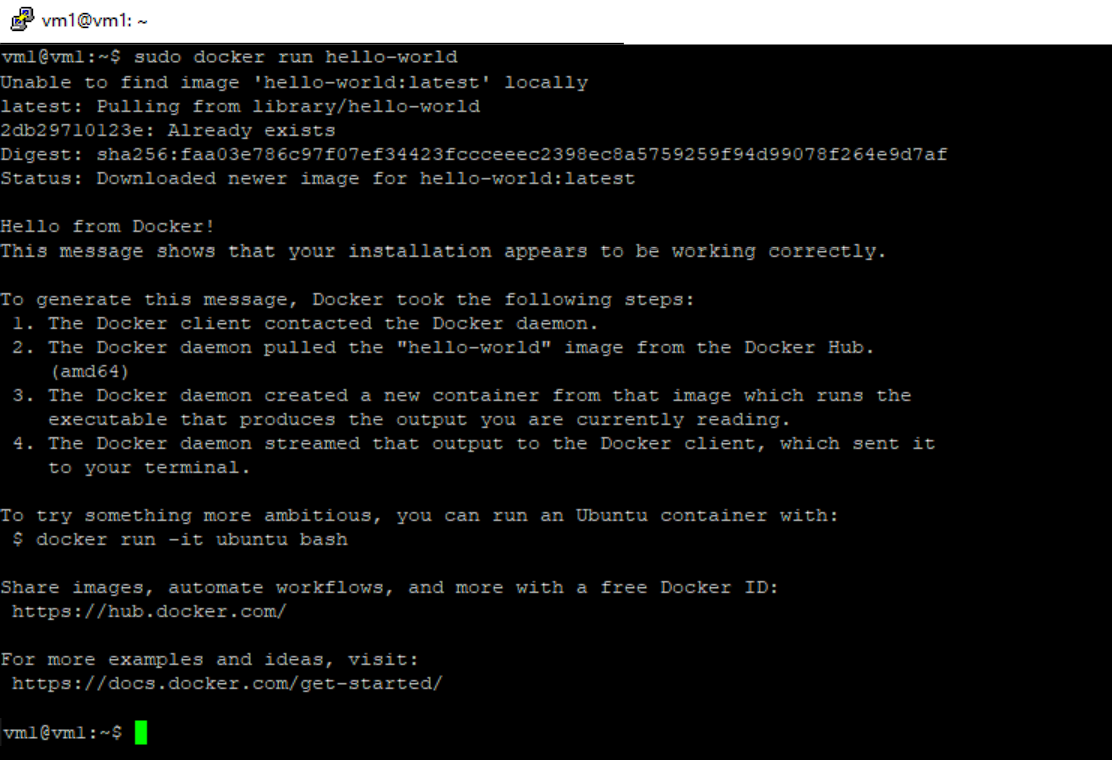 vm1@vm1: ~
vm1@vm1:~$ sudo docker run hello-world
Unable to find image 'hello-world:latest' locally
latest: Pulling from library/hello-world
2db29710123e: Already exists
Digest: sha256:faa03e786c97f07ef34423fccceeec2398ec8a5759259f94d99078f264e9d7af
Status: Downloaded newer image for hello-world:latest

Hello from Docker!
This message shows that your installation appears to be working correctly.

To generate this message, Docker took the following steps:
 1. The Docker client contacted the Docker daemon.
 2. The Docker daemon pulled the "hello-world" image from the Docker Hub.
    (amd64)
 3. The Docker daemon created a new container from that image which runs the
    executable that produces the output you are currently reading.
 4. The Docker daemon streamed that output to the Docker client, which sent it
    to your terminal.

To try something more ambitious, you can run an Ubuntu container with:
 $ docker run -it ubuntu bash

Share images, automate workflows, and more with a free Docker ID:
 https://hub.docker.com/

For more examples and ideas, visit:
 https://docs.docker.com/get-started/

vm1@vm1:~$